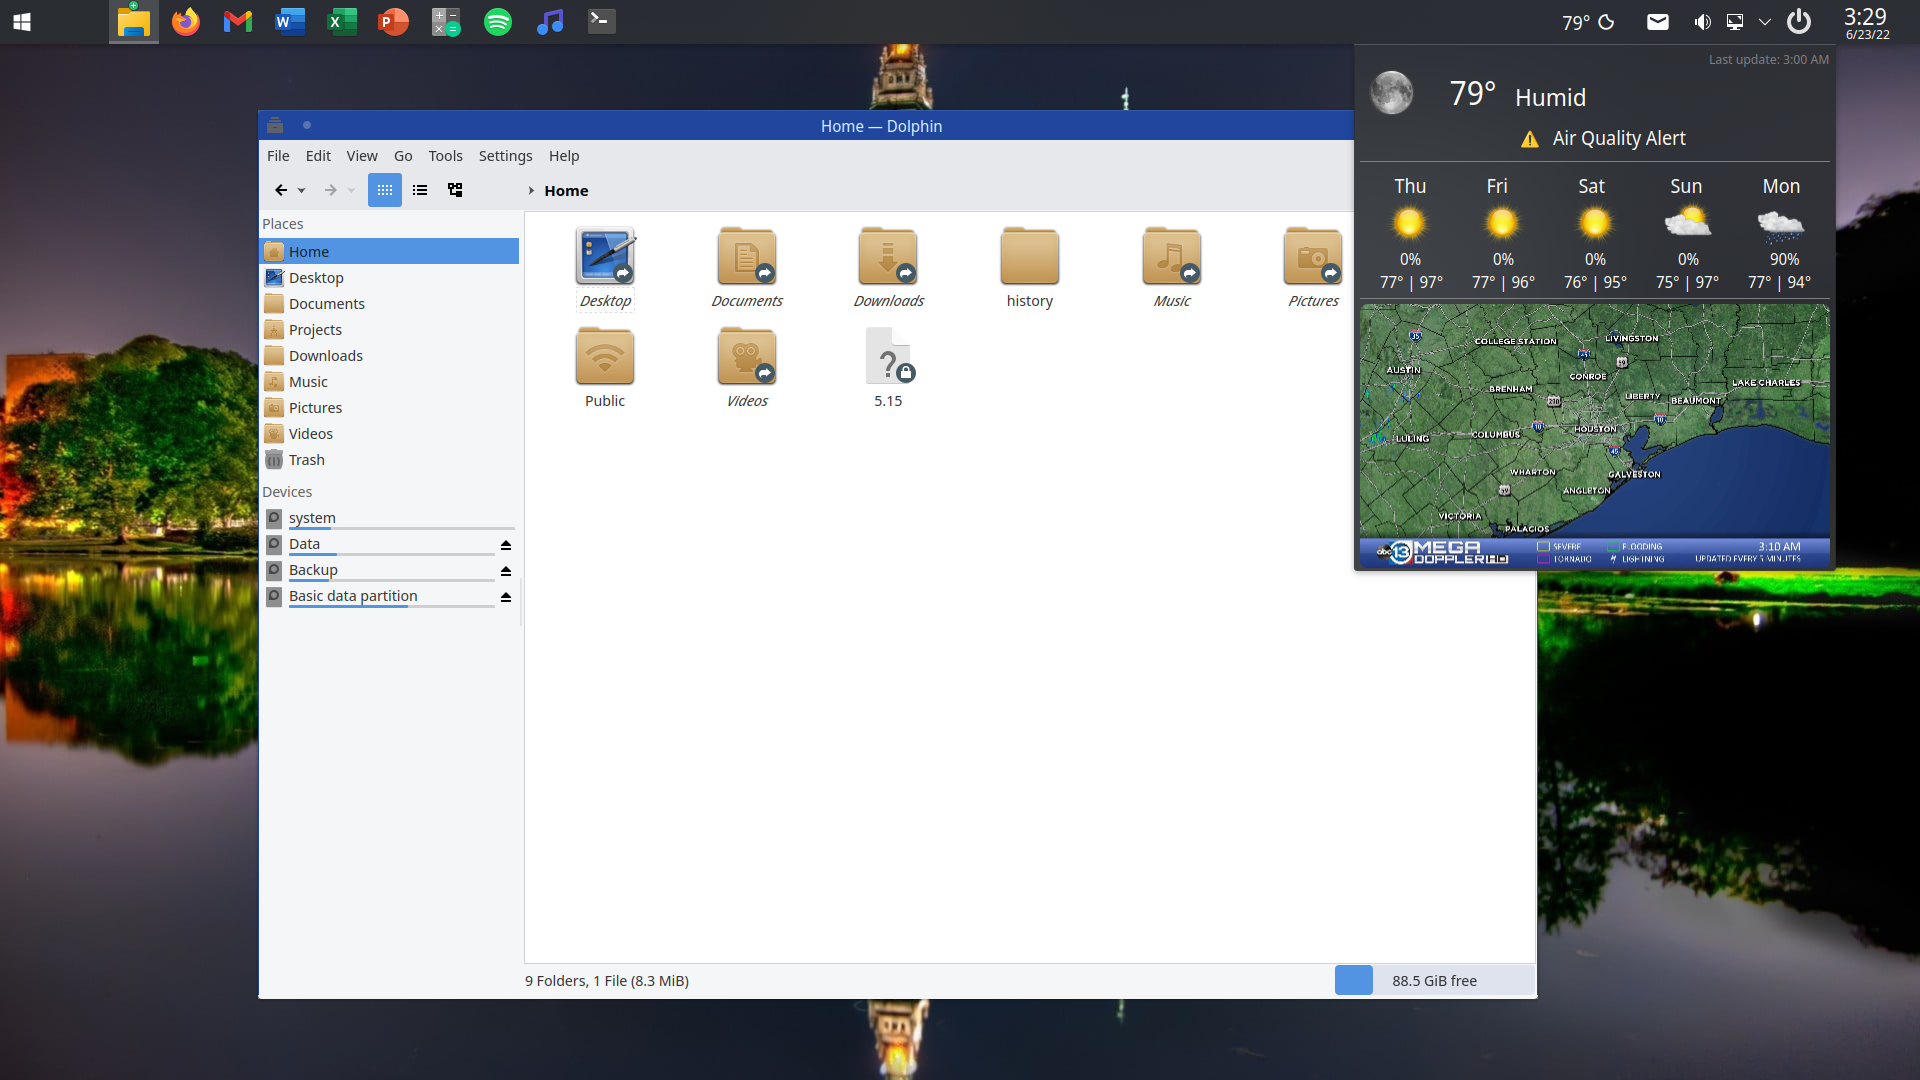 79°
3:29
6/23/22
Last update: 3:00 AM
79° Humid
Air Quality Alert
Thu Fri Sat Sun Mon
0% 0% 0% 0% 90%
77° | 97° 77° | 96° 76° | 95° 75° | 97° 77° | 94°
COLLEGE STATION
LIVINGSTON
AUSTIN
CONROE
LAKE CHARLES
BRENHAM
LIBERTY
BEAUMONT
HOUSTON
LULING
COLUMBUS
WHARTON
GALVESTON
ANGLETON
VICTORIA
PALACIOS
abc 13 MEGA DOPPLER HD
SEVERE FLOODING 3:10 AM
TORNADO LIGHTNING UPDATED EVERY 5 MINUTES
Home — Dolphin
File Edit View Go Tools Settings Help
Home
Places
Home
Desktop
Documents
Projects
Downloads
Music
Pictures
Videos
Trash
Devices
system
Data
Backup
Basic data partition
Desktop Documents Downloads history Music Pictures
Public Videos 5.15
9 Folders, 1 File (8.3 MiB)
88.5 GiB free